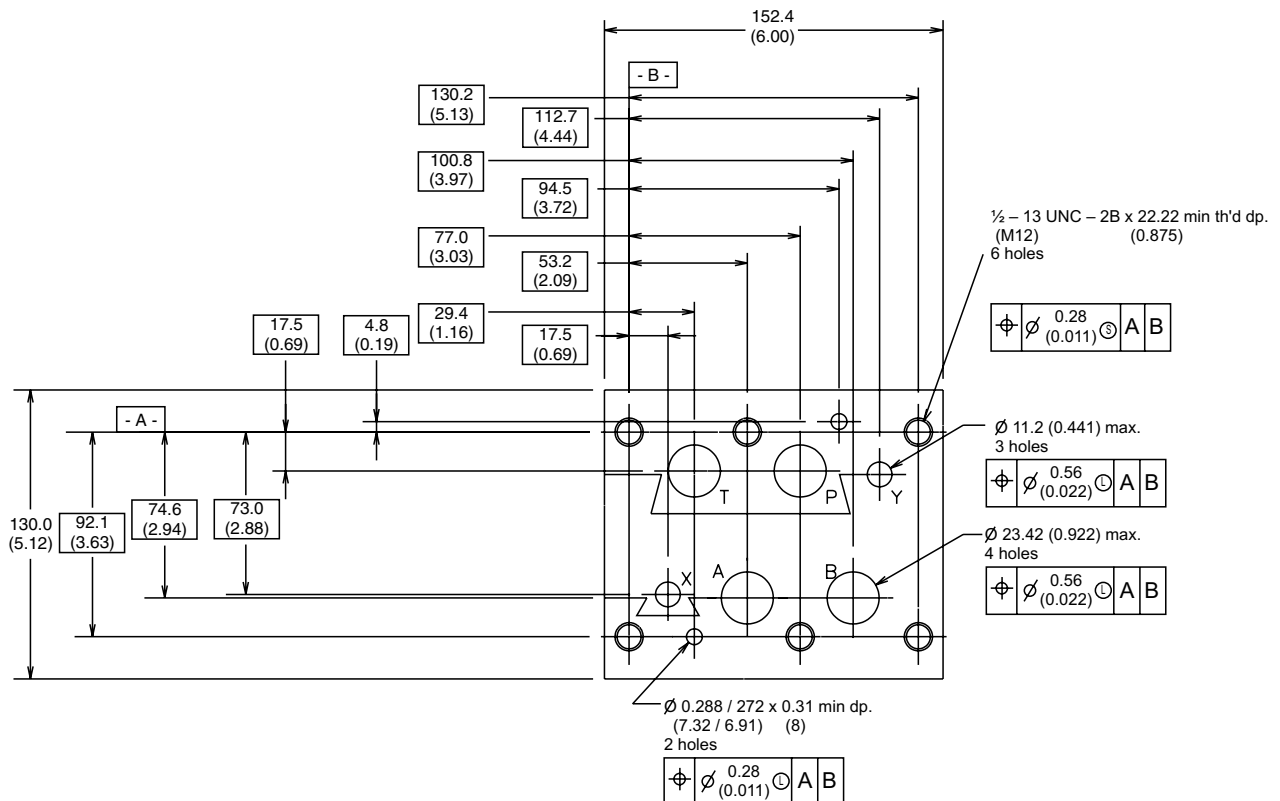 152.4
(6.00)
- B -
130.2
(5.13)
112.7
(4.44)
100.8
(3.97)
94.5
(3.72)
77.0
(3.03)
53.2
(2.09)
29.4
(1.16)
17.5
(0.69)
17.5
(0.69)
4.8
(0.19)
½ – 13 UNC – 2B x 22.22 min th'd dp.
(M12) (0.875)
6 holes
⌖ Ø 0.28 Ⓢ A B
(0.011)
- A -
Ø 11.2 (0.441) max.
3 holes
⌖ Ø 0.56 Ⓛ A B
(0.022)
T P Y
130.0
(5.12)
92.1
(3.63)
74.6
(2.94)
73.0
(2.88)
Ø 23.42 (0.922) max.
4 holes
⌖ Ø 0.56 Ⓛ A B
(0.022)
X A B
Ø 0.288 / 272 x 0.31 min dp.
(7.32 / 6.91) (8)
2 holes
⌖ Ø 0.28 Ⓛ A B
(0.011)